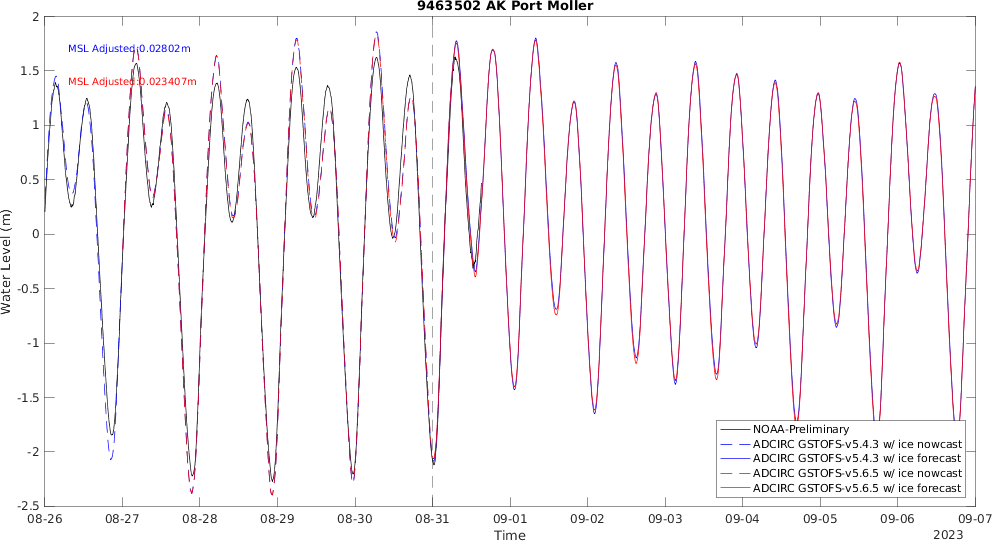 9463502 AK Port Moller
2
1.5
1
0.5
0
-0.5
-1
-1.5
-2
-2.5
Water Level (m)
MSL Adjusted:0.02802m
MSL Adjusted:0.023407m
NOAA-Preliminary
ADCIRC GSTOFS-v5.4.3 w/ ice nowcast
ADCIRC GSTOFS-v5.4.3 w/ ice forecast
ADCIRC GSTOFS-v5.6.5 w/ ice nowcast
ADCIRC GSTOFS-v5.6.5 w/ ice forecast
08-26 08-27 08-28 08-29 08-30 08-31 09-01 09-02 09-03 09-04 09-05 09-06 09-07
Time
2023